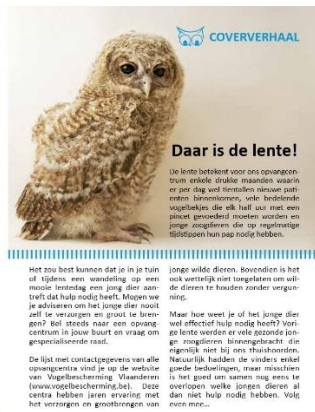 COVERVERHAAL
Daar is de lente!
De lente betekent voor ons opvangcen-
trum enkele drukke maanden waarin
er per dag wel tientallen nieuwe pati-
enten binnenkomen, vele bedelende
vogelbekjes die elk half uur met een
pincet gevoederd moeten worden en
jonge zoogdieren die op regelmatige
tijdstippen hun pap nodig hebben.
Het zou best kunnen dat je in je tuin
of tijdens een wandeling op een
mooie lentedag een jong dier aan-
treft dat hulp nodig heeft. Mogen we
je adviseren om het jonge dier nooit
zelf te verzorgen en groot te bren-
gen? Bel steeds naar een opvang-
centrum in jouw buurt en vraag om
gespecialiseerde raad.
De lijst met contactgegevens van alle
opvangcentra vind je op de website
van Vogelbescherming Vlaanderen
(www.vogelbescherming.be). Deze
centra hebben jaren ervaring met
het verzorgen en grootbrengen van
jonge wilde dieren. Bovendien is het
ook wettelijk niet toegelaten om wil-
de dieren te houden zonder vergun-
ning.
Maar hoe weet je of het jonge dier
wel effectief hulp nodig heeft? Vori-
ge lente werden er vele gezonde jon-
ge zoogdieren binnengebracht die
eigenlijk niet bij ons thuishoorden.
Natuurlijk hadden de vinders enkel
goede bedoelingen, maar misschien
is het goed om samen nog eens te
overlopen welke jongen dieren al
dan niet hulp nodig hebben. Volg
even mee...